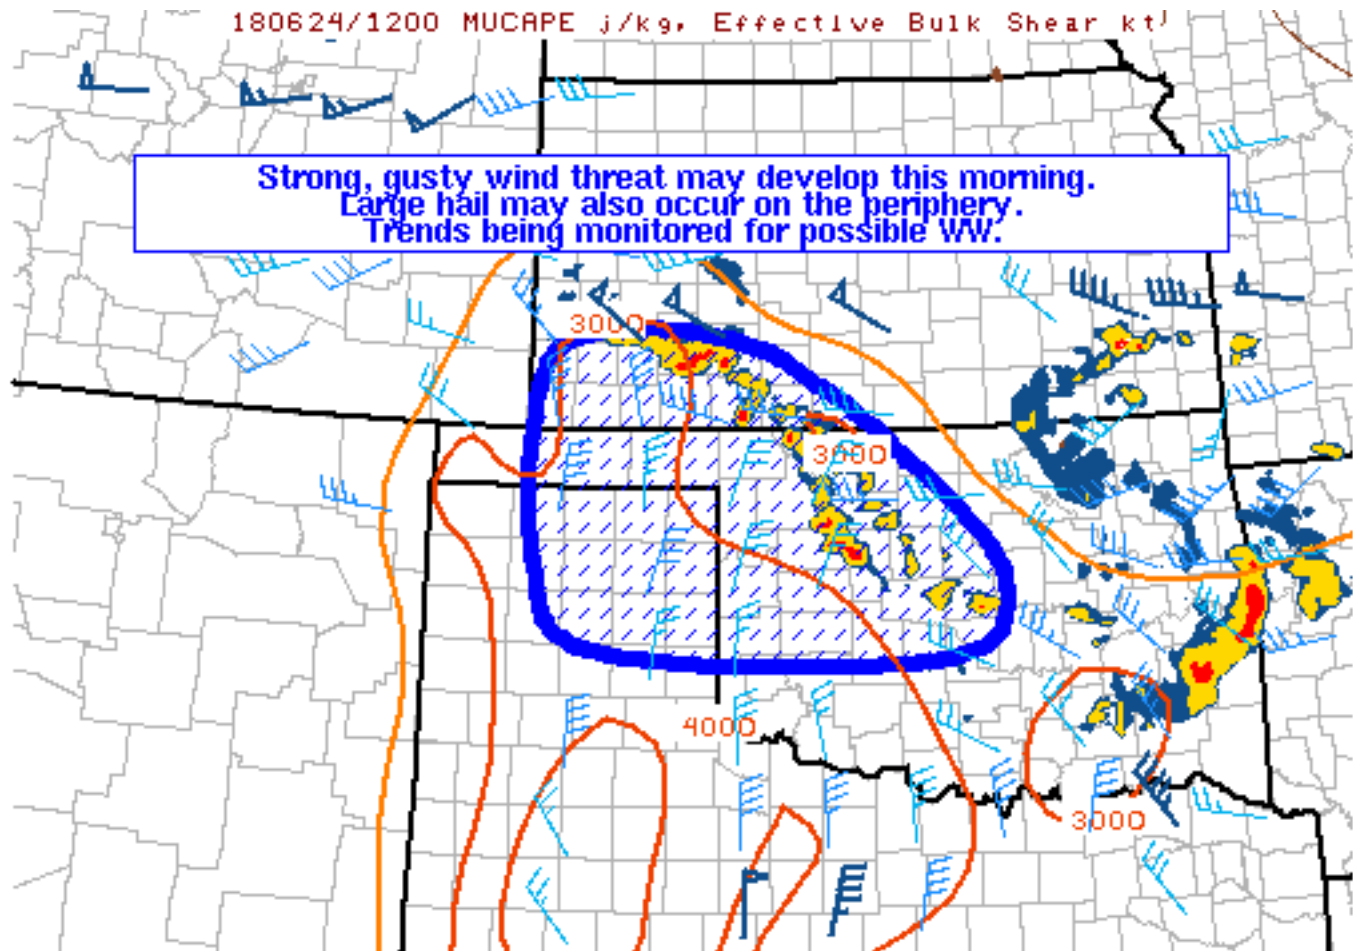 180624/1200 MUCAPE j/kg, Effective Bulk Shear kt)
Strong, gusty wind threat may develop this morning.
Large hail may also occur on the periphery.
Trends being monitored for possible WW.
3000
3000
4000
3000